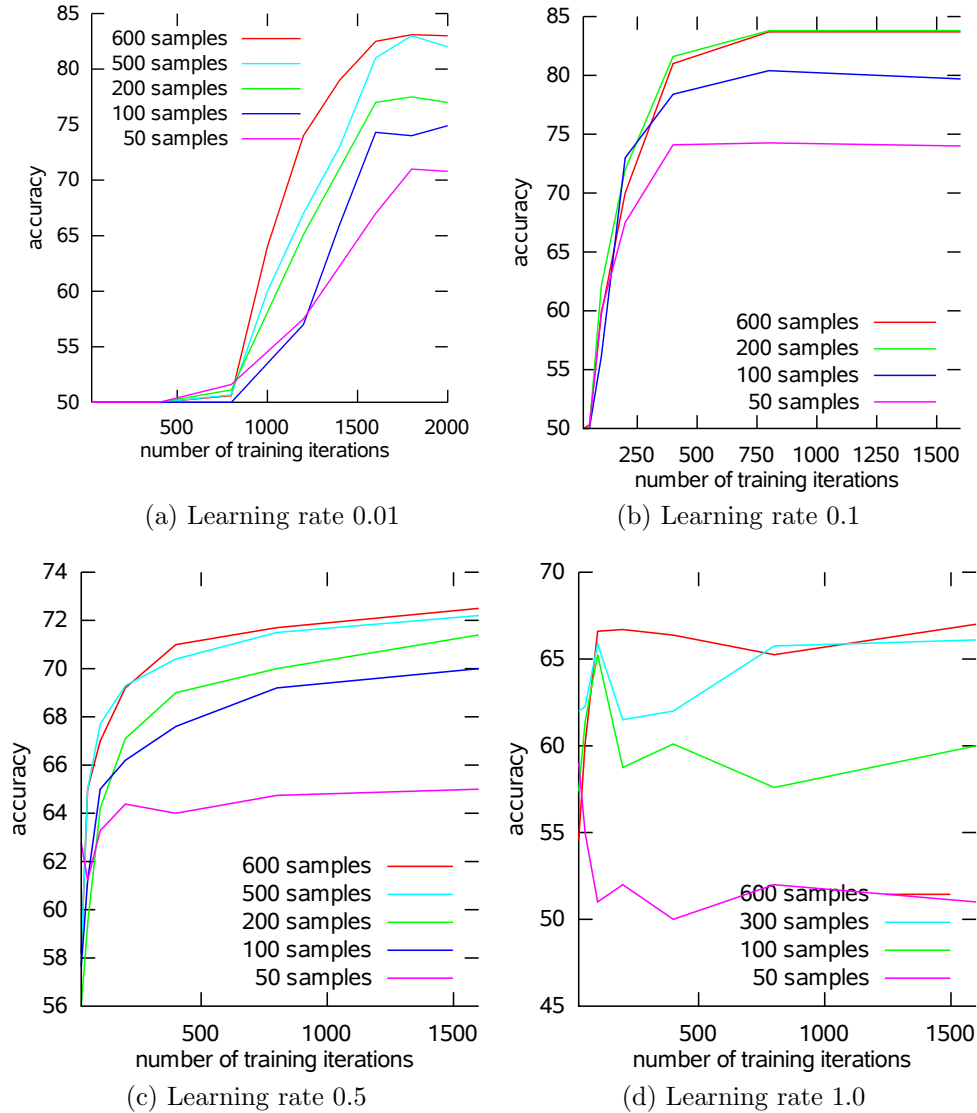 85
80
75
70
65
60
55
50
accuracy
600 samples
500 samples
200 samples
100 samples
50 samples
500
1000
1500
2000
number of training iterations
(a) Learning rate 0.01
85
80
75
70
65
60
55
50
accuracy
600 samples
200 samples
100 samples
50 samples
250
500
750
1000
1250
1500
number of training iterations
(b) Learning rate 0.1
74
72
70
68
66
64
62
60
58
56
accuracy
600 samples
500 samples
200 samples
100 samples
50 samples
500
1000
1500
number of training iterations
(c) Learning rate 0.5
70
65
60
55
50
45
accuracy
600 samples
300 samples
100 samples
50 samples
500
1000
1500
number of training iterations
(d) Learning rate 1.0